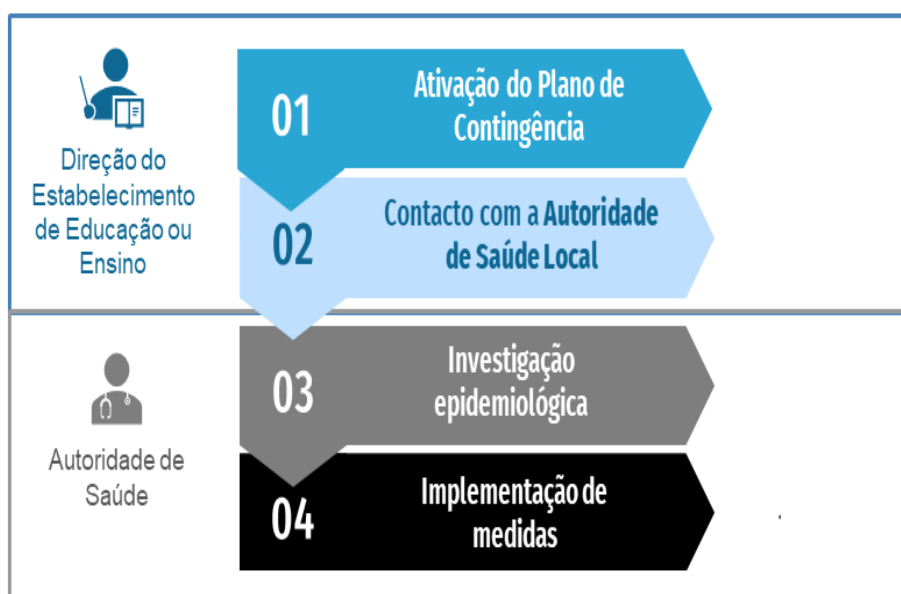 Direção do
Estabelecimento
de Educação ou
Ensino
01
Ativação do Plano de
Contingência
02
Contacto com a Autoridade
de Saúde Local
Autoridade de
Saúde
03
Investigação
epidemiológica
04
Implementação de
medidas